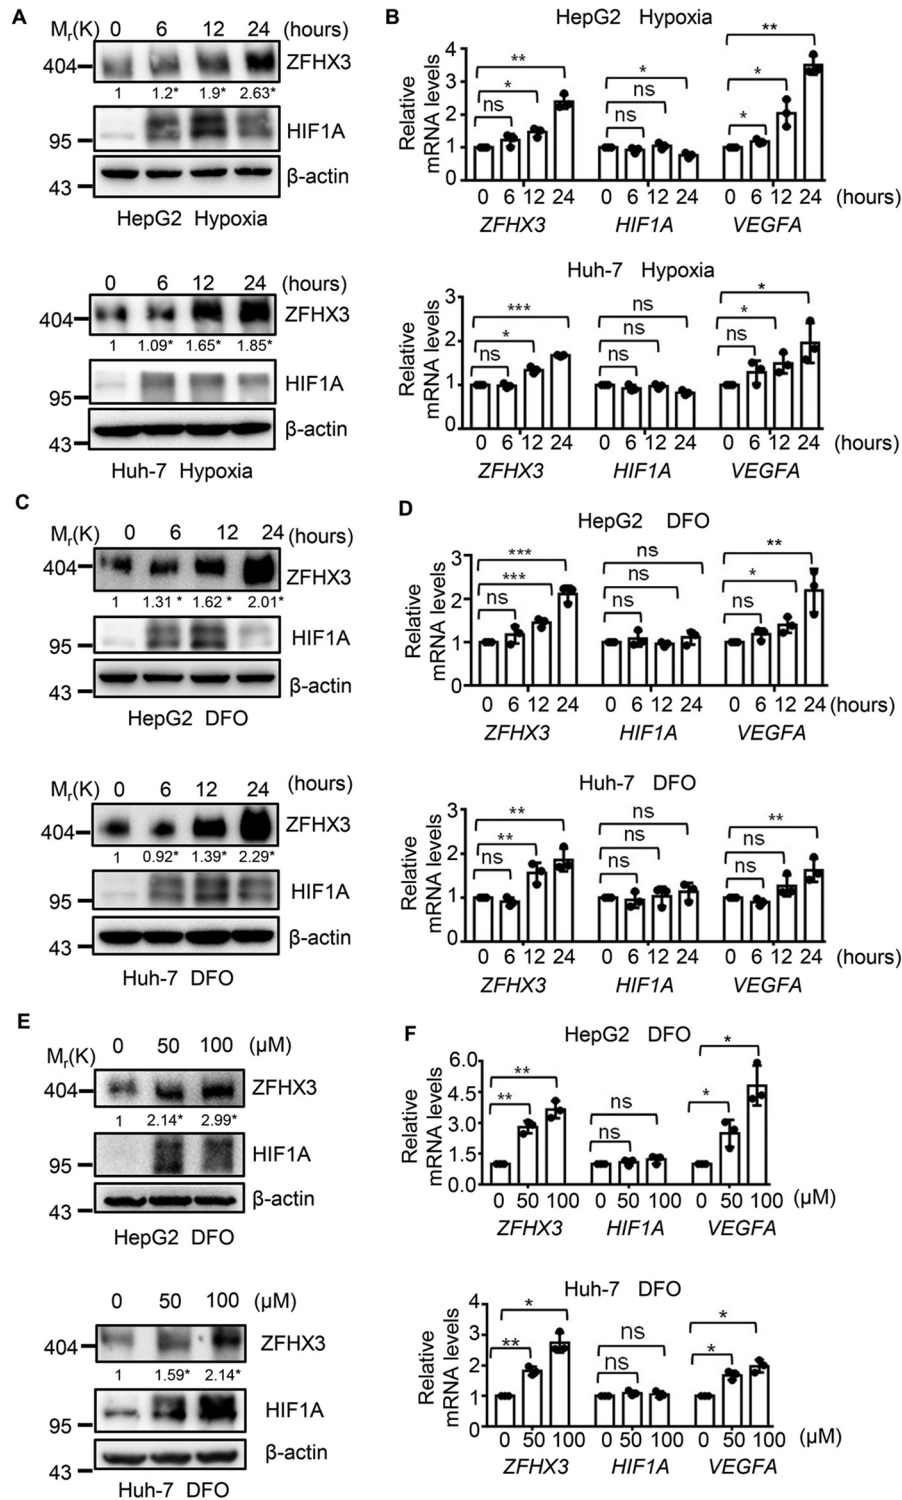 A
Mr(K) 0 6 12 24 (hours)
404 ZFHX3
1 1.2* 1.9* 2.63*
95 HIF1A
43 β-actin
HepG2 Hypoxia
0 6 12 24 (hours)
404 ZFHX3
1 1.09* 1.65* 1.85*
95 HIF1A
43 β-actin
Huh-7 Hypoxia
B
HepG2 Hypoxia
Relative
mRNA levels
4
3
2
1
0
ns * **
ns ns *
* * **
0 6 12 24 0 6 12 24 0 6 12 24 (hours)
ZFHX3 HIF1A VEGFA
Huh-7 Hypoxia
Relative
mRNA levels
3
2
1
0
ns * ***
ns ns ns
ns * *
0 6 12 24 0 6 12 24 0 6 12 24 (hours)
ZFHX3 HIF1A VEGFA
C
Mr(K) 0 6 12 24 (hours)
404 ZFHX3
1 1.31 * 1.62 * 2.01*
95 HIF1A
43 β-actin
HepG2 DFO
Mr(K) 0 6 12 24 (hours)
404 ZFHX3
1 0.92* 1.39* 2.29*
95 HIF1A
43 β-actin
Huh-7 DFO
D
HepG2 DFO
Relative
mRNA levels
3
2
1
0
ns *** ***
ns ns ns
ns * **
0 6 12 24 0 6 12 24 0 6 12 24 (hours)
ZFHX3 HIF1A VEGFA
Huh-7 DFO
Relative
mRNA levels
3
2
1
0
ns ** **
ns ns ns
ns ns **
0 6 12 24 0 6 12 24 0 6 12 24 (hours)
ZFHX3 HIF1A VEGFA
E
Mr(K) 0 50 100 (μM)
404 ZFHX3
1 2.14* 2.99*
95 HIF1A
43 β-actin
HepG2 DFO
0 50 100 (μM)
404 ZFHX3
1 1.59* 2.14*
95 HIF1A
43 β-actin
Huh-7 DFO
F
HepG2 DFO
Relative
mRNA levels
6.0
4.5
3.0
1.5
0.0
** **
ns ns
* *
0 50 100 0 50 100 0 50 100 (μM)
ZFHX3 HIF1A VEGFA
Huh-7 DFO
Relative
mRNA levels
4
3
2
1
0
** *
ns ns
* *
0 50 100 0 50 100 0 50 100 (μM)
ZFHX3 HIF1A VEGFA